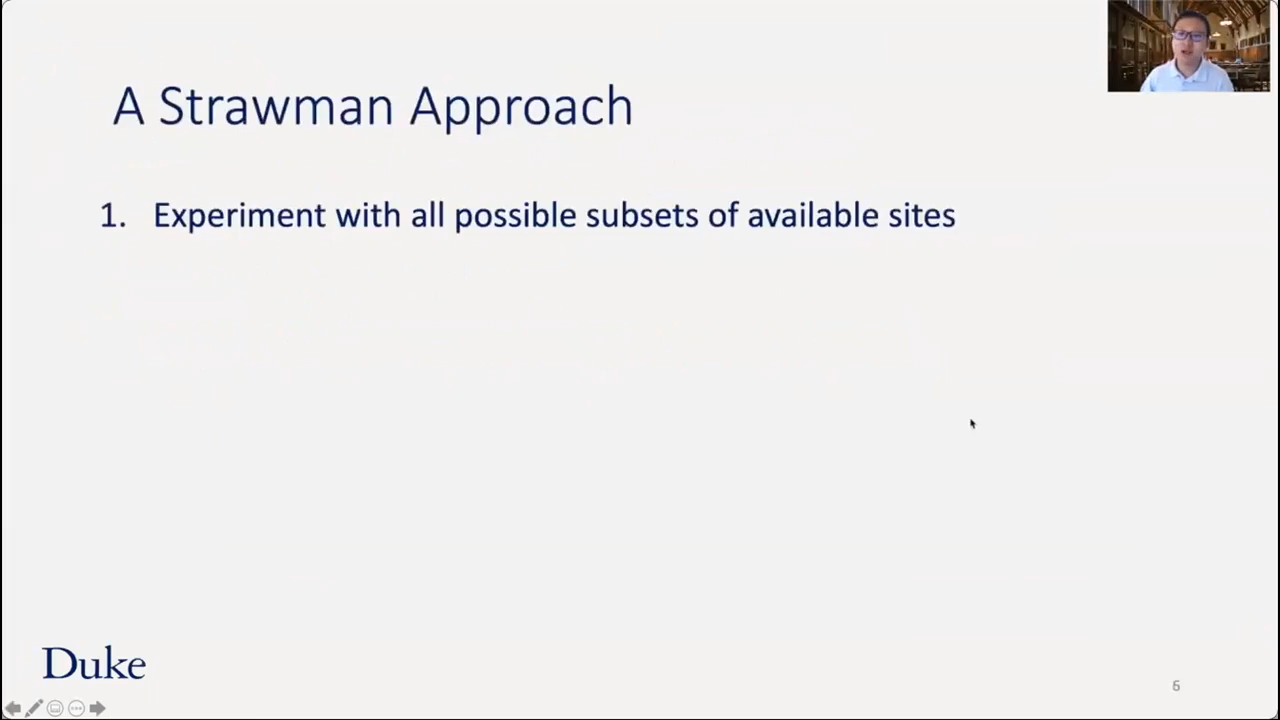 A Strawman Approach
1. Experiment with all possible subsets of available sites
Duke
6